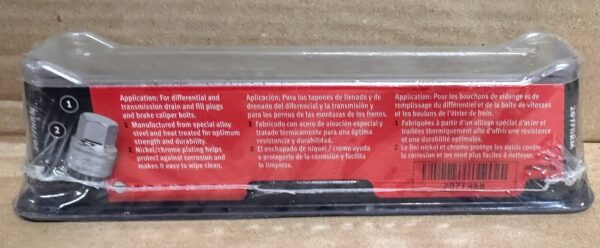 1
2
Application: For differential and
transmission drain and fill plugs
and brake caliper bolts.
1 Manufactured from special alloy
steel and heat treated for optimum
strength and durability.
2 Nickel/chrome plating helps
protect against corrosion and
makes it easy to wipe clean.
Aplicación: Para los tapones de llenado y de
drenado del diferencial y la transmisión y
para los pernos de las mordazas de los frenos.
1 Fabricado con acero de aleación especial y
tratado térmicamente para una óptima
resistencia y durabilidad.
2 El enchapado de níquel / cromo ayuda
a protegerla de la corrosión y facilita
la limpieza.
Application: Pour les bouchons de vidange et de
remplissage du différentiel et de la boîte de vitesses
et les boulons de l'étrier de frein.
1 Fabriquées à partir d'un alliage spécial d'acier et
traitées thermiquement afin d'offrir une résistance
et une durabilité optimales.
2 Le fini nickel et chrome protège les outils contre
la corrosion et les rend plus faciles à nettoyer.